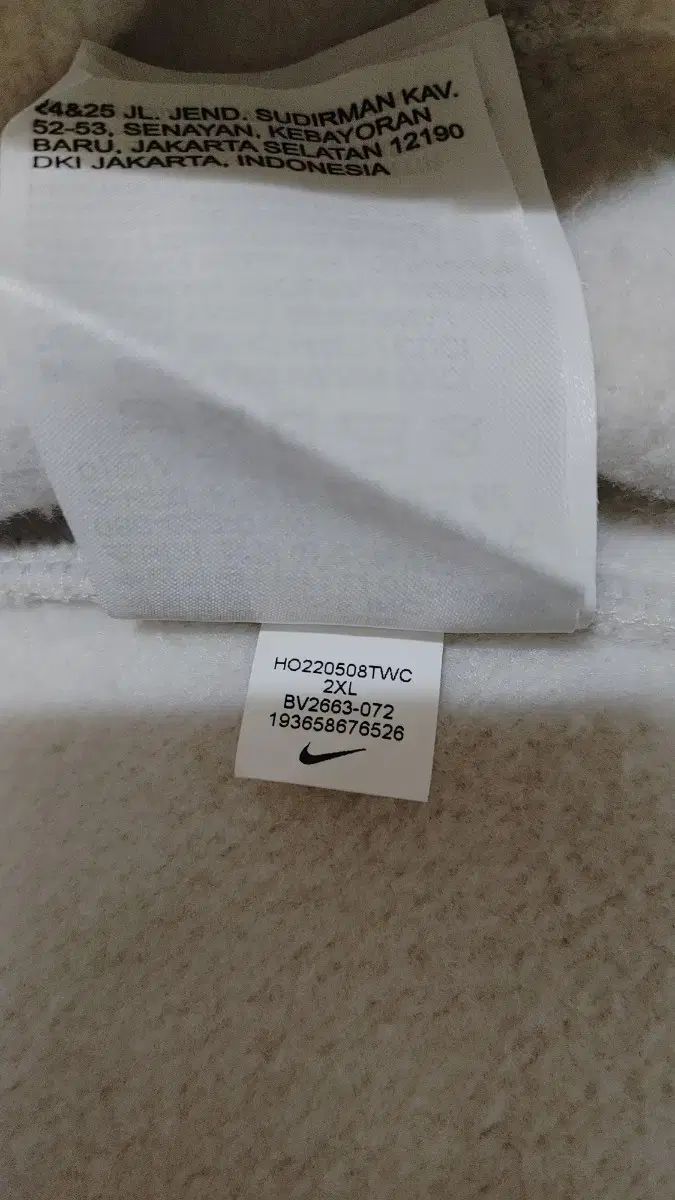 24&25 JL. JEND. SUDIRMAN KAV.
52-53, SENAYAN, KEBAYORAN
BARU, JAKARTA SELATAN 12190
DKI JAKARTA, INDONESIA
HO220508TWC
2XL
BV2663-072
193658676526